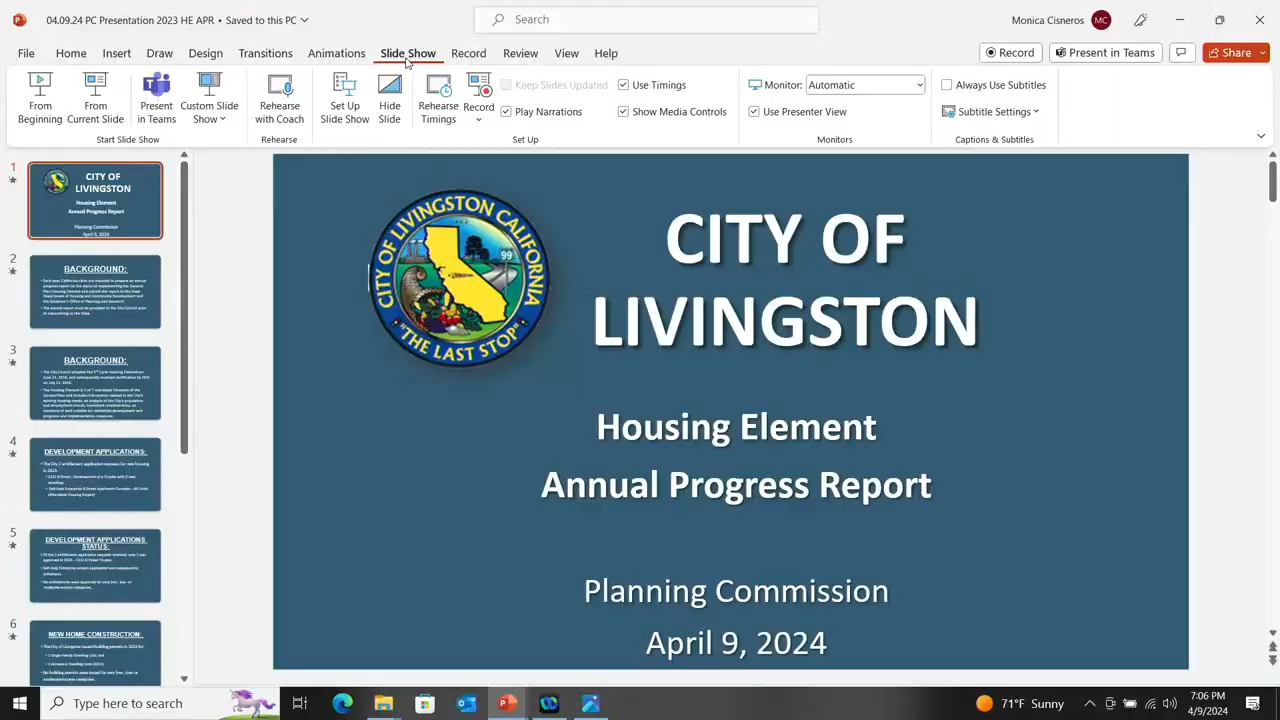 04.09.24 PC Presentation 2023 HE APR • Saved to this PC
Search
Monica Cisneros
MC
File
Home
Insert
Draw
Design
Transitions
Animations
Slide Show
Record
Review
View
Help
Record
Present in Teams
Share
From Beginning
From Current Slide
Present in Teams
Custom Slide Show
Start Slide Show
Rehearse with Coach
Rehearse
Set Up Slide Show
Hide Slide
Rehearse Timings
Record
Keep Slides Updated
Use Timings
Play Narrations
Show Media Controls
Set Up
Monitor:
Automatic
Use Presenter View
Monitors
Always Use Subtitles
Subtitle Settings
Captions & Subtitles
1
CITY OF
LIVINGSTON
Housing Element
Annual Progress Report
Planning Commission
April 9, 2024
2
BACKGROUND:
3
BACKGROUND:
4
DEVELOPMENT APPLICATIONS:
5
DEVELOPMENT APPLICATIONS
STATUS:
6
NEW HOME CONSTRUCTION:
CITY OF LIVINGSTON
99
"THE LAST STOP"
CITY OF
LIVINGSTON
Housing Element
Annual Progress Report
Planning Commission
April 9, 2024
Type here to search
71°F Sunny
7:06 PM
4/9/2024